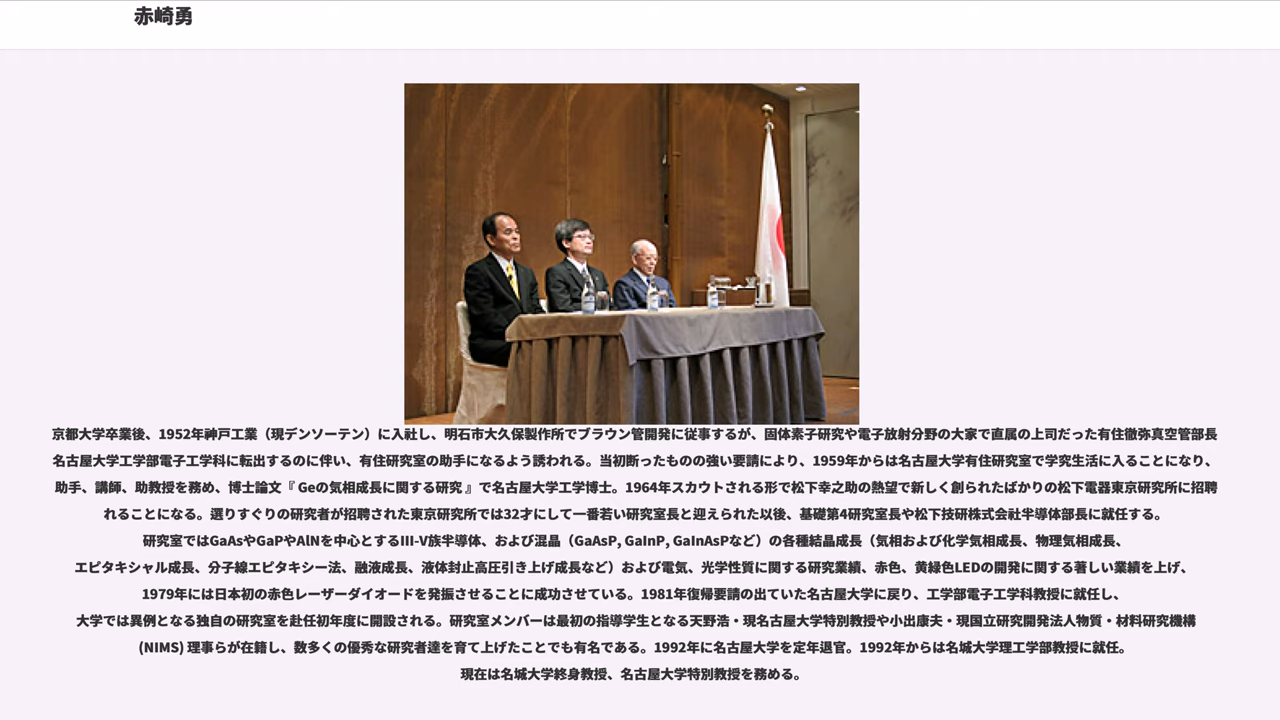 赤崎勇
京都大学卒業後、1952年神戸工業（現デンソーテン）に入社し、明石市大久保製作所でブラウン管開発に従事するが、固体素子研究や電子放射分野の大家で直属の上司だった有住徹弥真空管部長
名古屋大学工学部電子工学科に転出するのに伴い、有住研究室の助手になるよう誘われる。当初断ったものの強い要請により、1959年からは名古屋大学有住研究室で学究生活に入ることになり、
助手、講師、助教授を務め、博士論文『 Geの気相成長に関する研究 』で名古屋大学工学博士。1964年スカウトされる形で松下幸之助の熱望で新しく創られたばかりの松下電器東京研究所に招聘
れることになる。選りすぐりの研究者が招聘された東京研究所では32才にして一番若い研究室長と迎えられた以後、基礎第4研究室長や松下技研株式会社半導体部長に就任する。
研究室ではGaAsやGaPやAlNを中心とするIII-V族半導体、および混晶（GaAsP, GaInP, GaInAsPなど）の各種結晶成長（気相および化学気相成長、物理気相成長、
エピタキシャル成長、分子線エピタキシー法、融液成長、液体封止高圧引き上げ成長など）および電気、光学性質に関する研究業績、赤色、黄緑色LEDの開発に関する著しい業績を上げ、
1979年には日本初の赤色レーザーダイオードを発振させることに成功させている。1981年復帰要請の出ていた名古屋大学に戻り、工学部電子工学科教授に就任し、
大学では異例となる独自の研究室を赴任初年度に開設される。研究室メンバーは最初の指導学生となる天野浩・現名古屋大学特別教授や小出康夫・現国立研究開発法人物質・材料研究機構
(NIMS) 理事らが在籍し、数多くの優秀な研究者達を育て上げたことでも有名である。1992年に名古屋大学を定年退官。1992年からは名城大学理工学部教授に就任。
現在は名城大学終身教授、名古屋大学特別教授を務める。